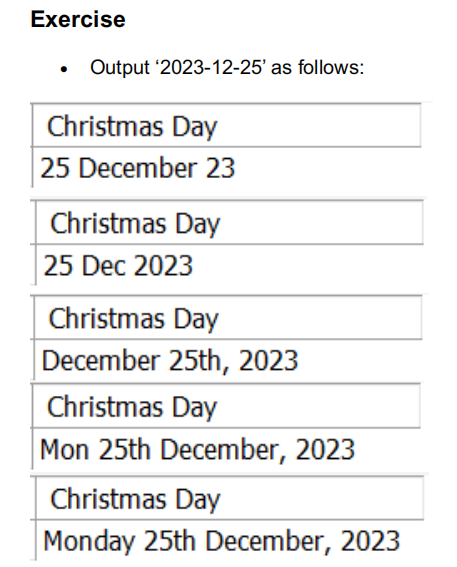 Exercise
• Output ‘2023-12-25’ as follows:
Christmas Day
25 December 23
Christmas Day
25 Dec 2023
Christmas Day
December 25th, 2023
Christmas Day
Mon 25th December, 2023
Christmas Day
Monday 25th December, 2023